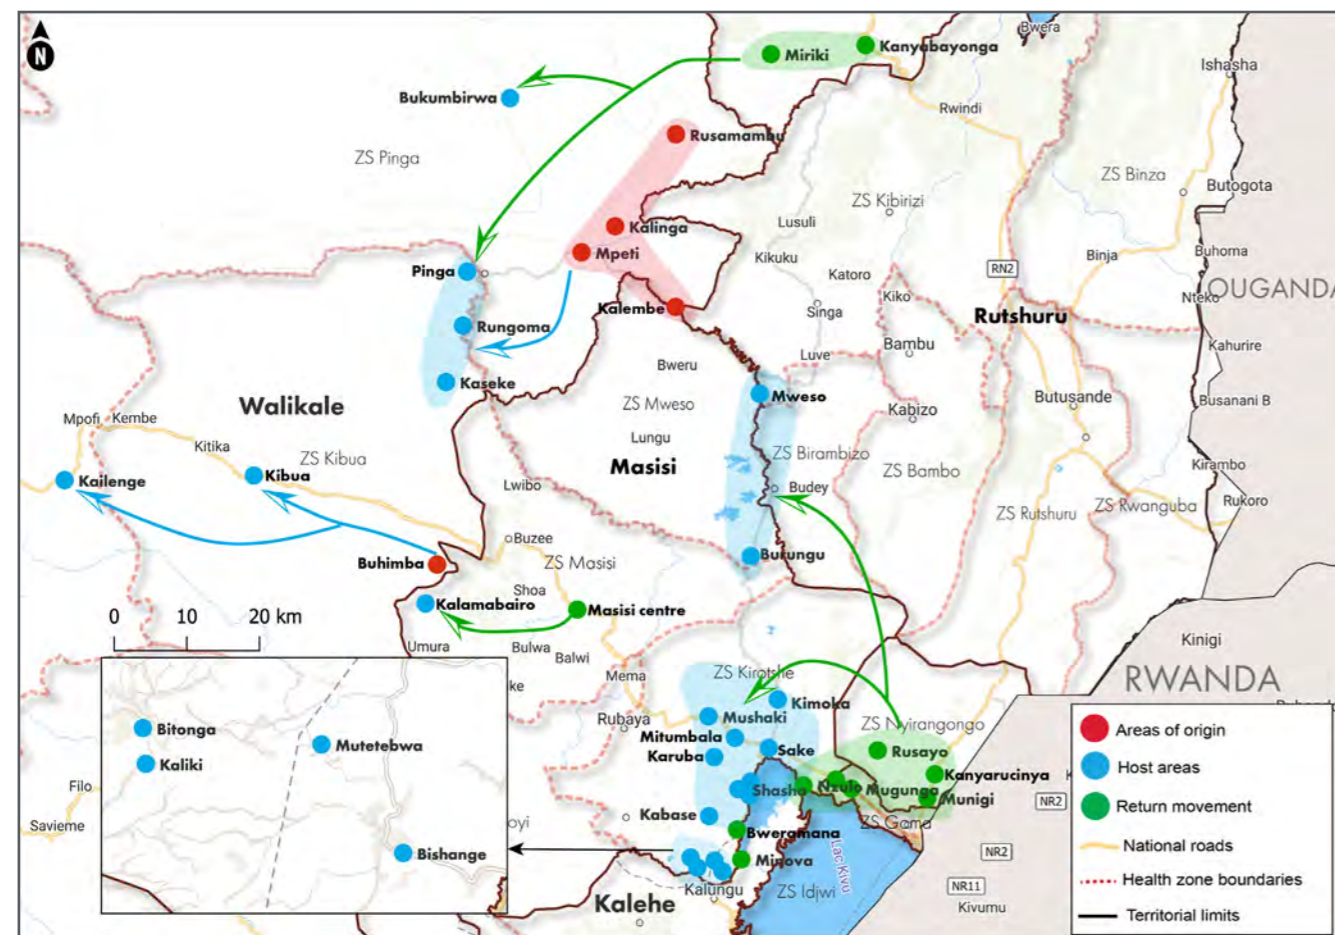 N
Bwera
Miriki
Kanyabayonga
Ishasha
Bukumbirwa
Rwindi
Rusamambu
ZS Pinga
ZS Binza
Butogota
ZS Kibirizi
Lusuli
Kalinga
Mpeti
Kikuku
Buhoma
Binja
Pinga
Katoro
RN2
OUGANDA
Kiko
Nteko
Kalembe
Singa
Rutshuru
Rungoma
Bambu
Kahurire
Luve
Bweru
Kaseke
Mweso
Butusande
Busanani B
Walikale
ZS Mweso
Kabizo
Mpofi
Kembe
Lungu
Kitika
ZS Kibua
Masisi
ZS Birambizo
ZS Bambo
Kirambo
Kailenge
Kibua
Lwibo
Budey
ZS Rutshuru
ZS Rwanguba
Rukoro
Buzee
Burungu
Buhimba
ZS Masisi
Shoa
Kalamabairo
Masisi centre
0 10 20 km
Umura
Bulwa
Balwi
Kinigi
Mema
ZS Kirotshe
RWANDA
ke
Kimoka
Rubaya
Mushaki
ZS Nyirangongo
Bitonga
Mutetebwa
Mitumbala
Sake
Rusayo
Karuba
Kaliki
Kanyarucinya
Filo
Shasha
Nzulo
Mugunga
Munigi
NR2
Savieme
oyi
Kabase
Bweramana
ZS Goma
Bishange
Minova
Lac Kivu
NR2
Kalungu
ZS Idjwi
NR11
Kalehe
Kivumu
Areas of origin
Host areas
Return movement
National roads
Health zone boundaries
Territorial limits